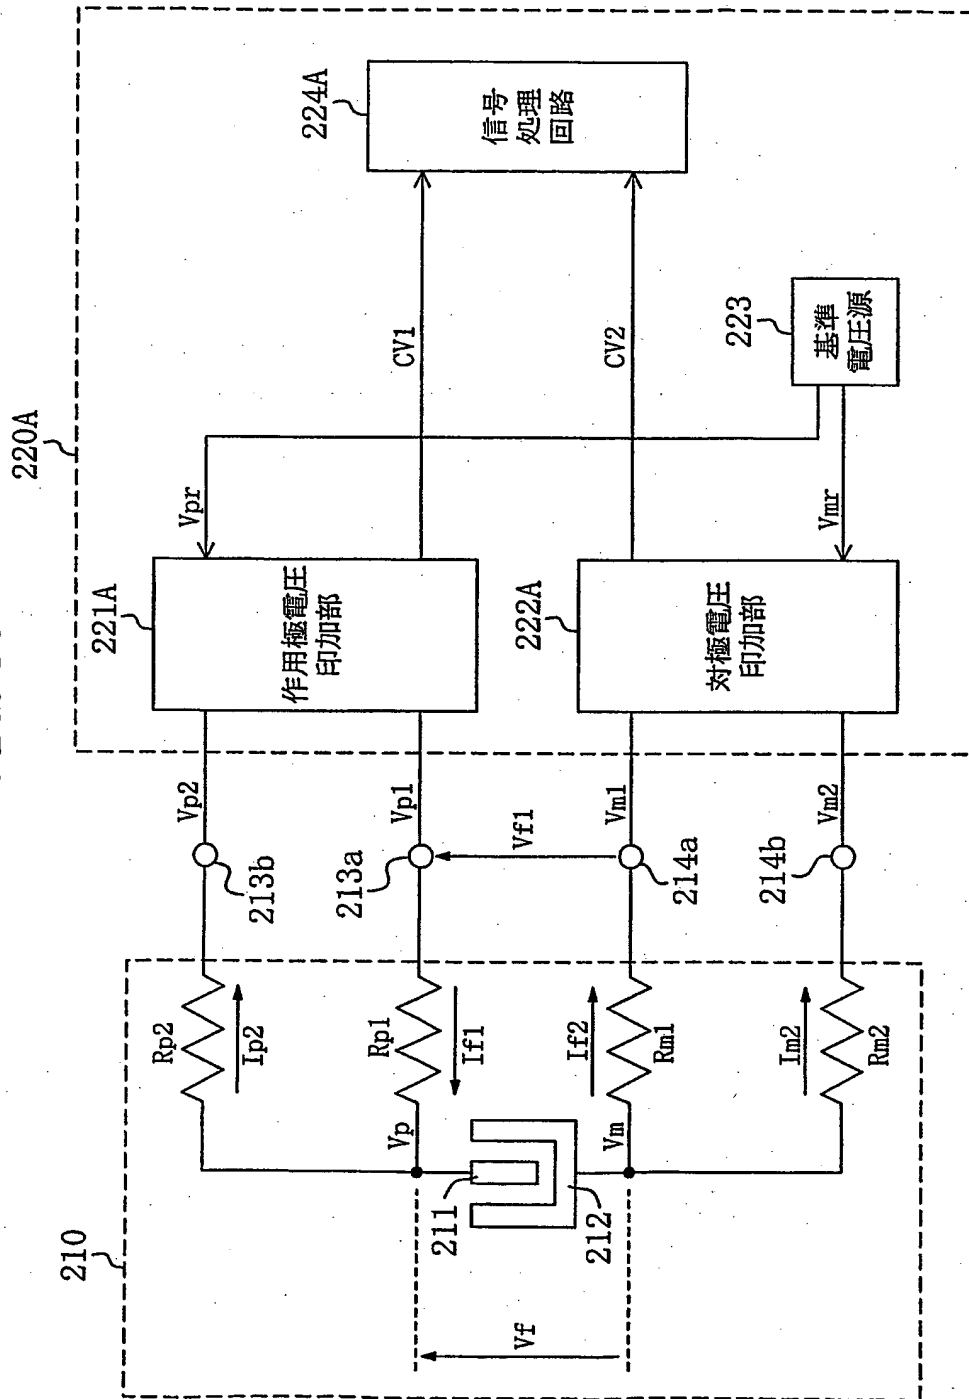 220A
224A
信号
処理
回路
CV1
CV2
223
基準
電圧源
Vpr
Vmr
221A
作用極電圧
印加部
222A
対極電圧
印加部
Vp2
Vp1
Vm1
Vm2
Vf1
213b
213a
214a
214b
210
Rp2
Ip2
Rp1
If1
If2
Rm1
Im2
Rm2
Vp
Vm
211
212
Vf